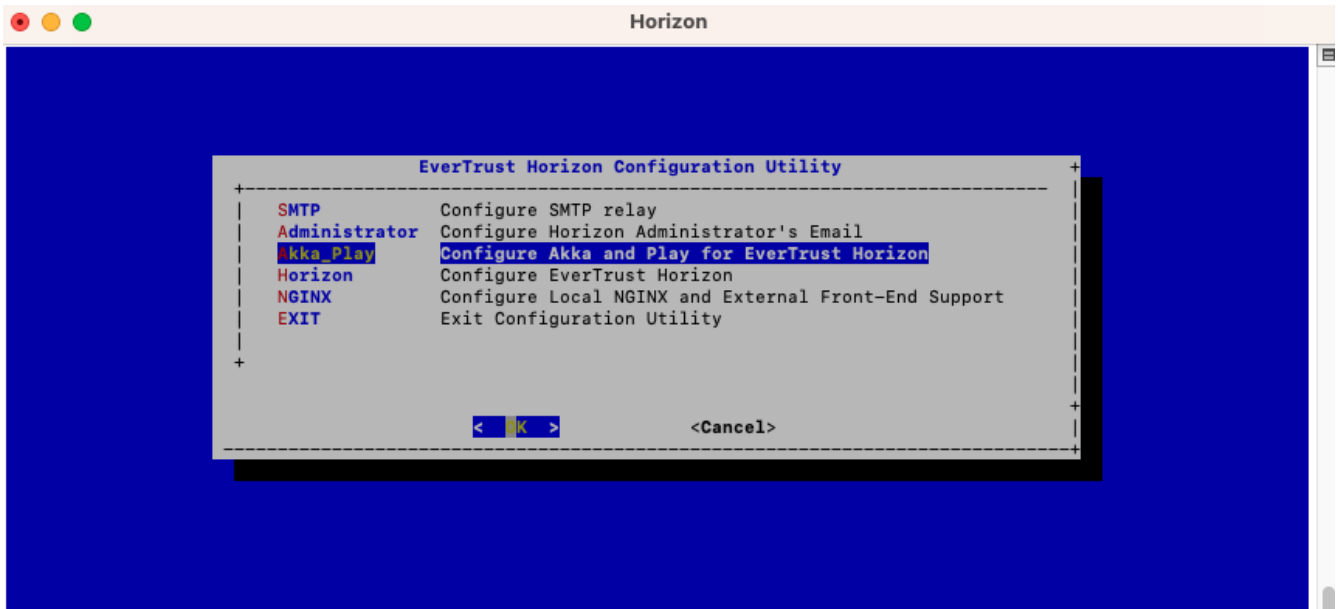 Horizon
EverTrust Horizon Configuration Utility
SMTP Configure SMTP relay
Administrator Configure Horizon Administrator's Email
Akka_Play Configure Akka and Play for EverTrust Horizon
Horizon Configure EverTrust Horizon
NGINX Configure Local NGINX and External Front-End Support
EXIT Exit Configuration Utility
< OK > <Cancel>